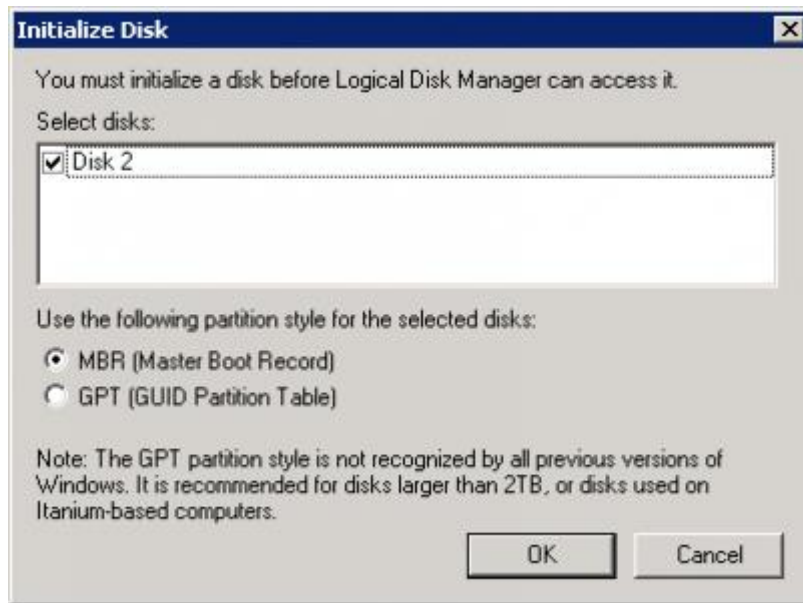 Initialize Disk
You must initialize a disk before Logical Disk Manager can access it.
Select disks:
Disk 2
Use the following partition style for the selected disks:
MBR (Master Boot Record)
GPT (GUID Partition Table)
Note: The GPT partition style is not recognized by all previous versions of
Windows. It is recommended for disks larger than 2TB, or disks used on
Itanium-based computers.
OK Cancel